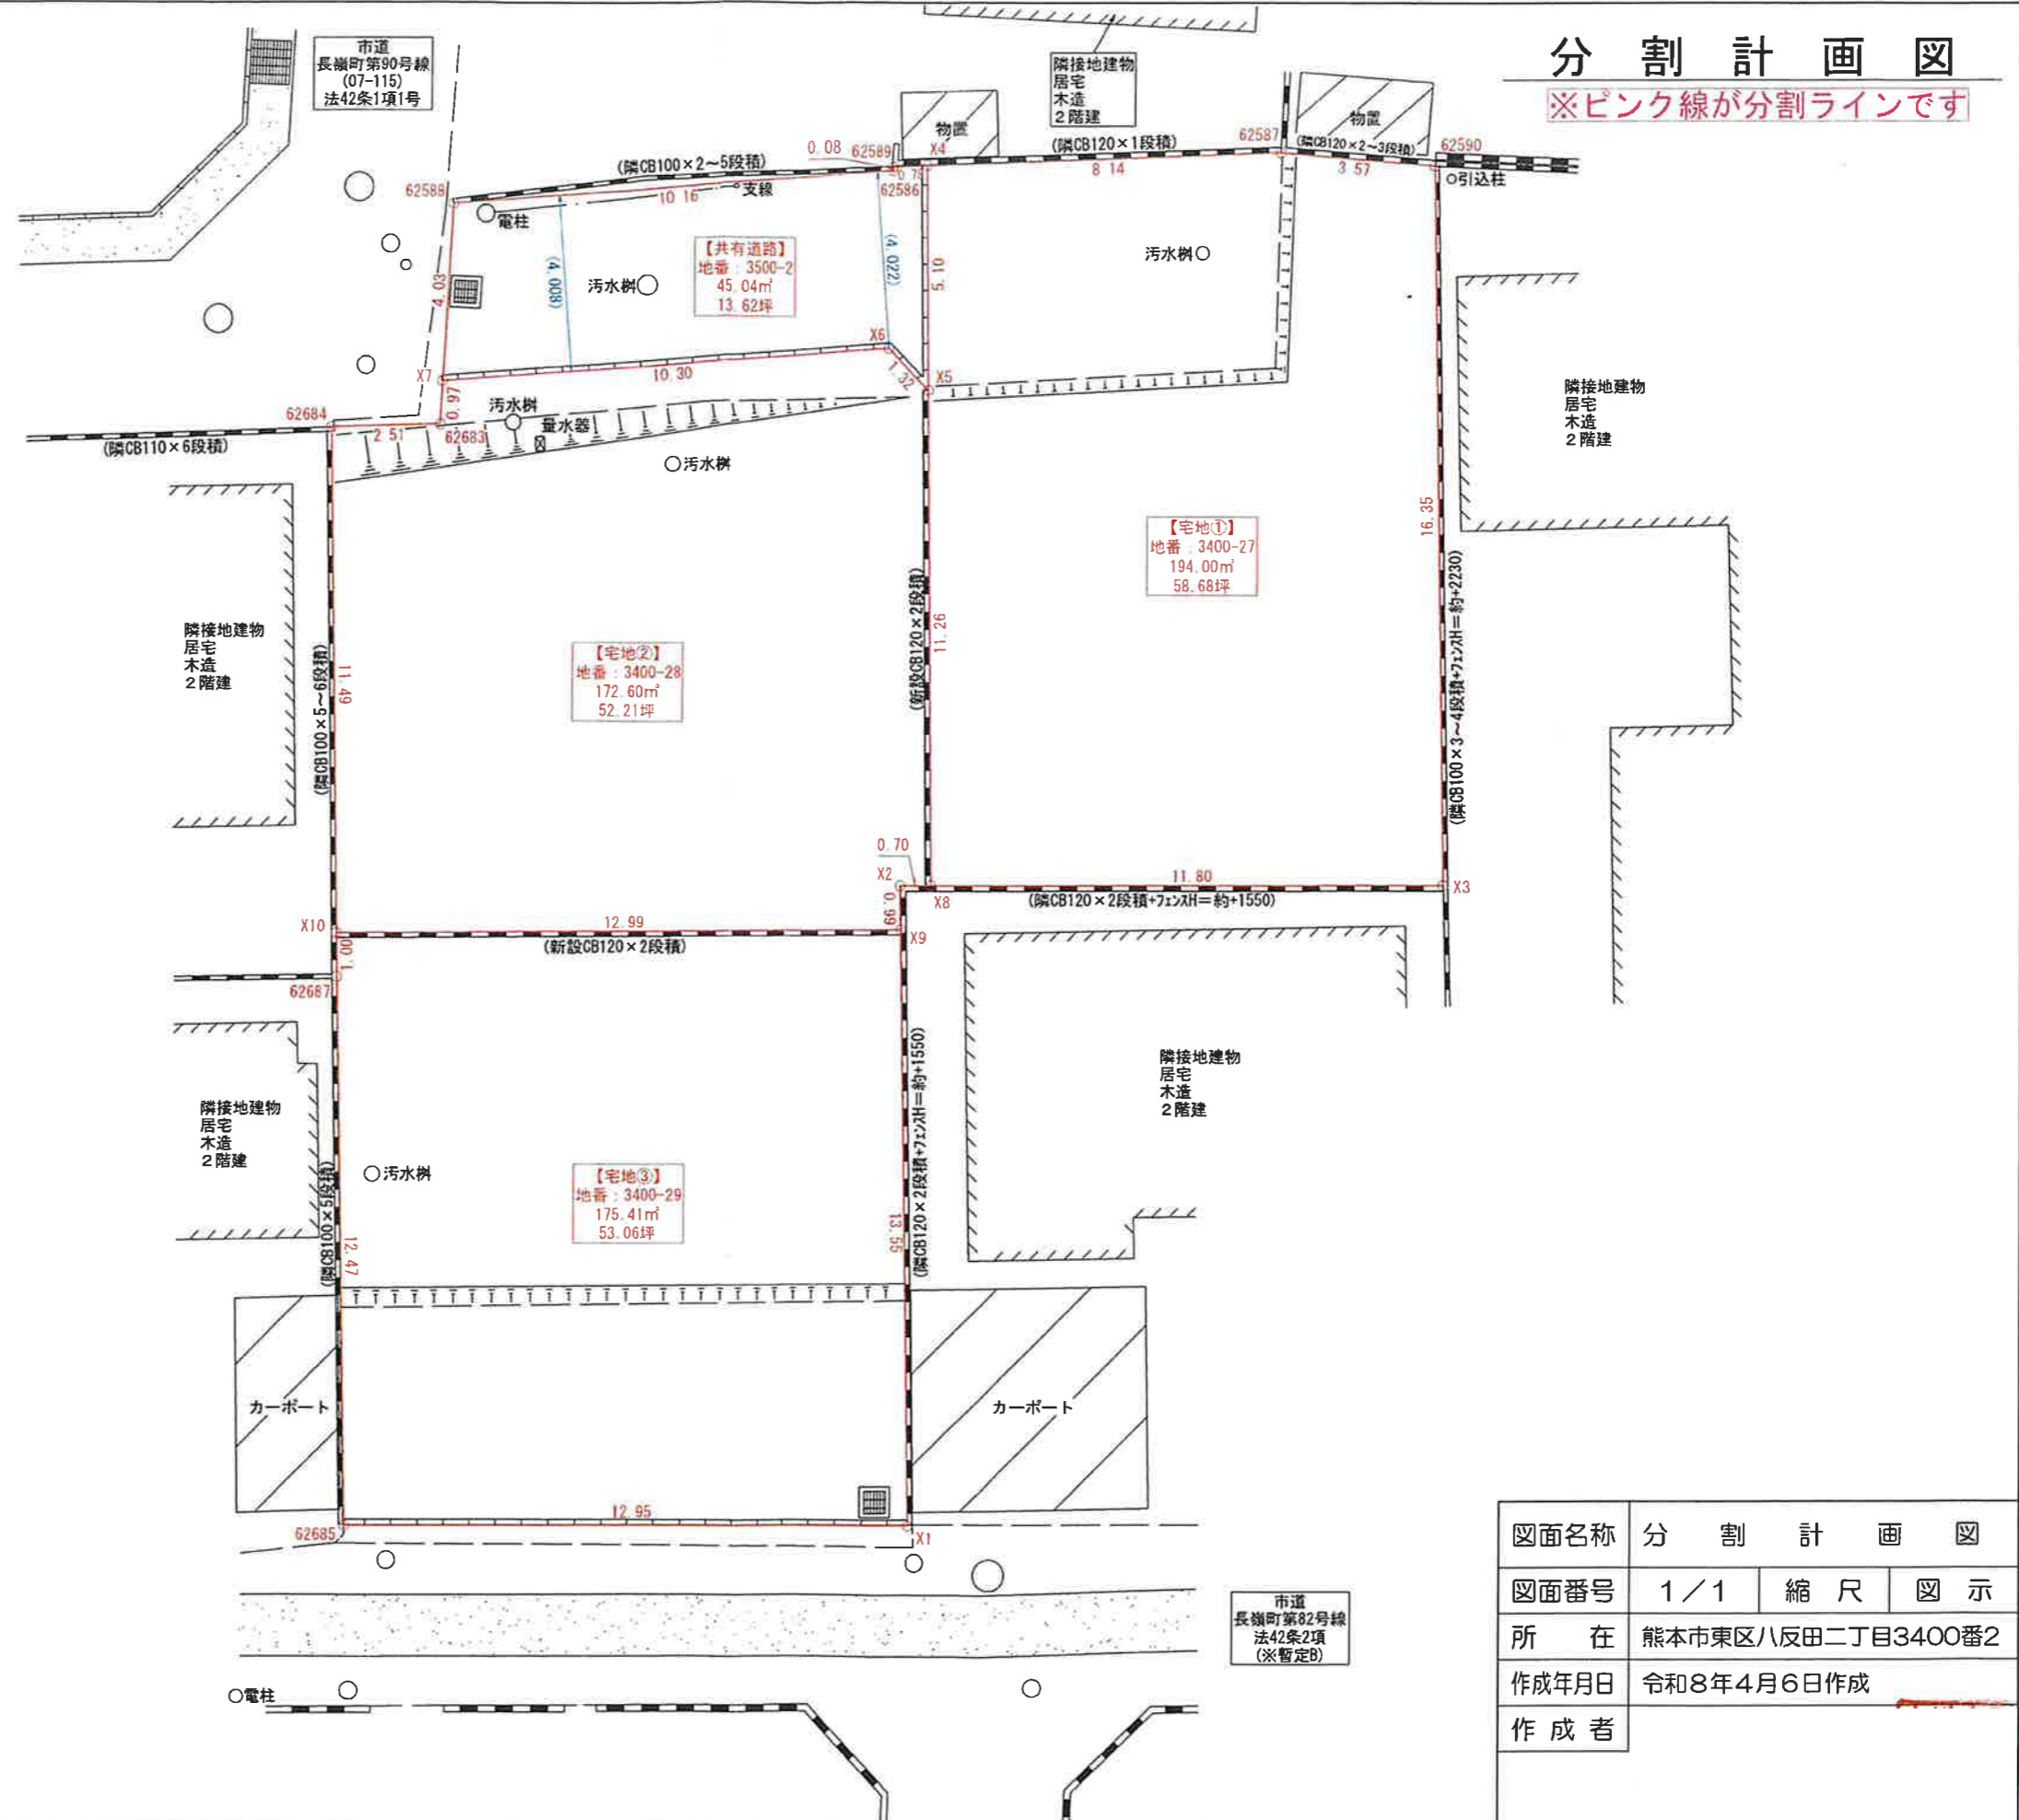 分割計画図
※ピンク線が分割ラインです
市道
長嶺町第90号線
(07-115)
法42条1項1号
隣接地建物
居宅
木造
2階建
物置
物置
(隣CB100×2～5段積)
0.08
62589
X4
(隣CB120×1段積)
62587
(隣CB120×2～3段積)
62590
8.14
3.57
引込柱
62588
10.16
支線
62586
電柱
【共有道路】
地番：3500-2
45.04㎡
13.62坪
(4.008)
(4.022)
4.03
汚水桝
5.10
汚水桝
X6
X7
10.30
1.32
X5
0.97
62684
2.51
62683
汚水桝
量水器
(隣CB110×6段積)
汚水桝
隣接地建物
居宅
木造
2階建
【宅地①】
地番：3400-27
194.00㎡
58.68坪
16.35
(隣CB100×3～4段積+フェンスH=約+2230)
(新設CB120×2段積)
11.26
隣接地建物
居宅
木造
2階建
(隣CB100×5～6段積)
11.49
【宅地②】
地番：3400-28
172.60㎡
52.21坪
0.70
X2
X8
11.80
X3
(隣CB120×2段積+フェンスH=約+1550)
0.99
X10
12.99
X9
(新設CB120×2段積)
1.00
62687
隣接地建物
居宅
木造
2階建
隣接地建物
居宅
木造
2階建
(隣CB100×5段積)
汚水桝
12.47
【宅地③】
地番：3400-29
175.41㎡
53.06坪
13.55
(隣CB120×2段積+フェンスH=約+1550)
カーポート
カーポート
12.95
62685
X1
市道
長嶺町第82号線
法42条2項
(※暫定B)
電柱
図面名称 分割計画図
図面番号 1／1 縮尺 図示
所在 熊本市東区八反田二丁目3400番2
作成年月日 令和8年4月6日作成
作成者